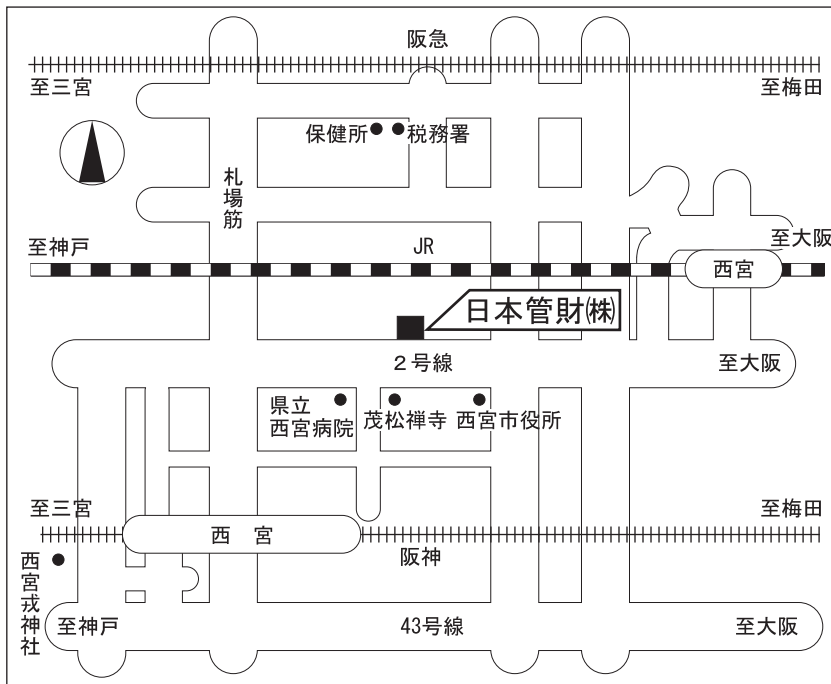 阪急
至三宮
至梅田
保健所
税務署
札場筋
至神戸
JR
至大阪
西宮
日本管財㈱
2号線
至大阪
県立
西宮病院
茂松禅寺
西宮市役所
至三宮
至梅田
西 宮
阪神
西宮戎神社
至神戸
43号線
至大阪